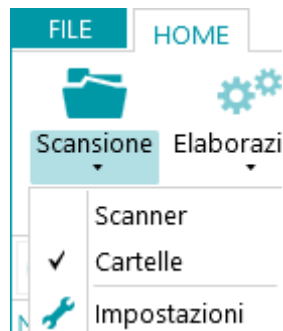 FILE HOME
Scansione Elaborazi
Scanner
Cartelle
Impostazioni